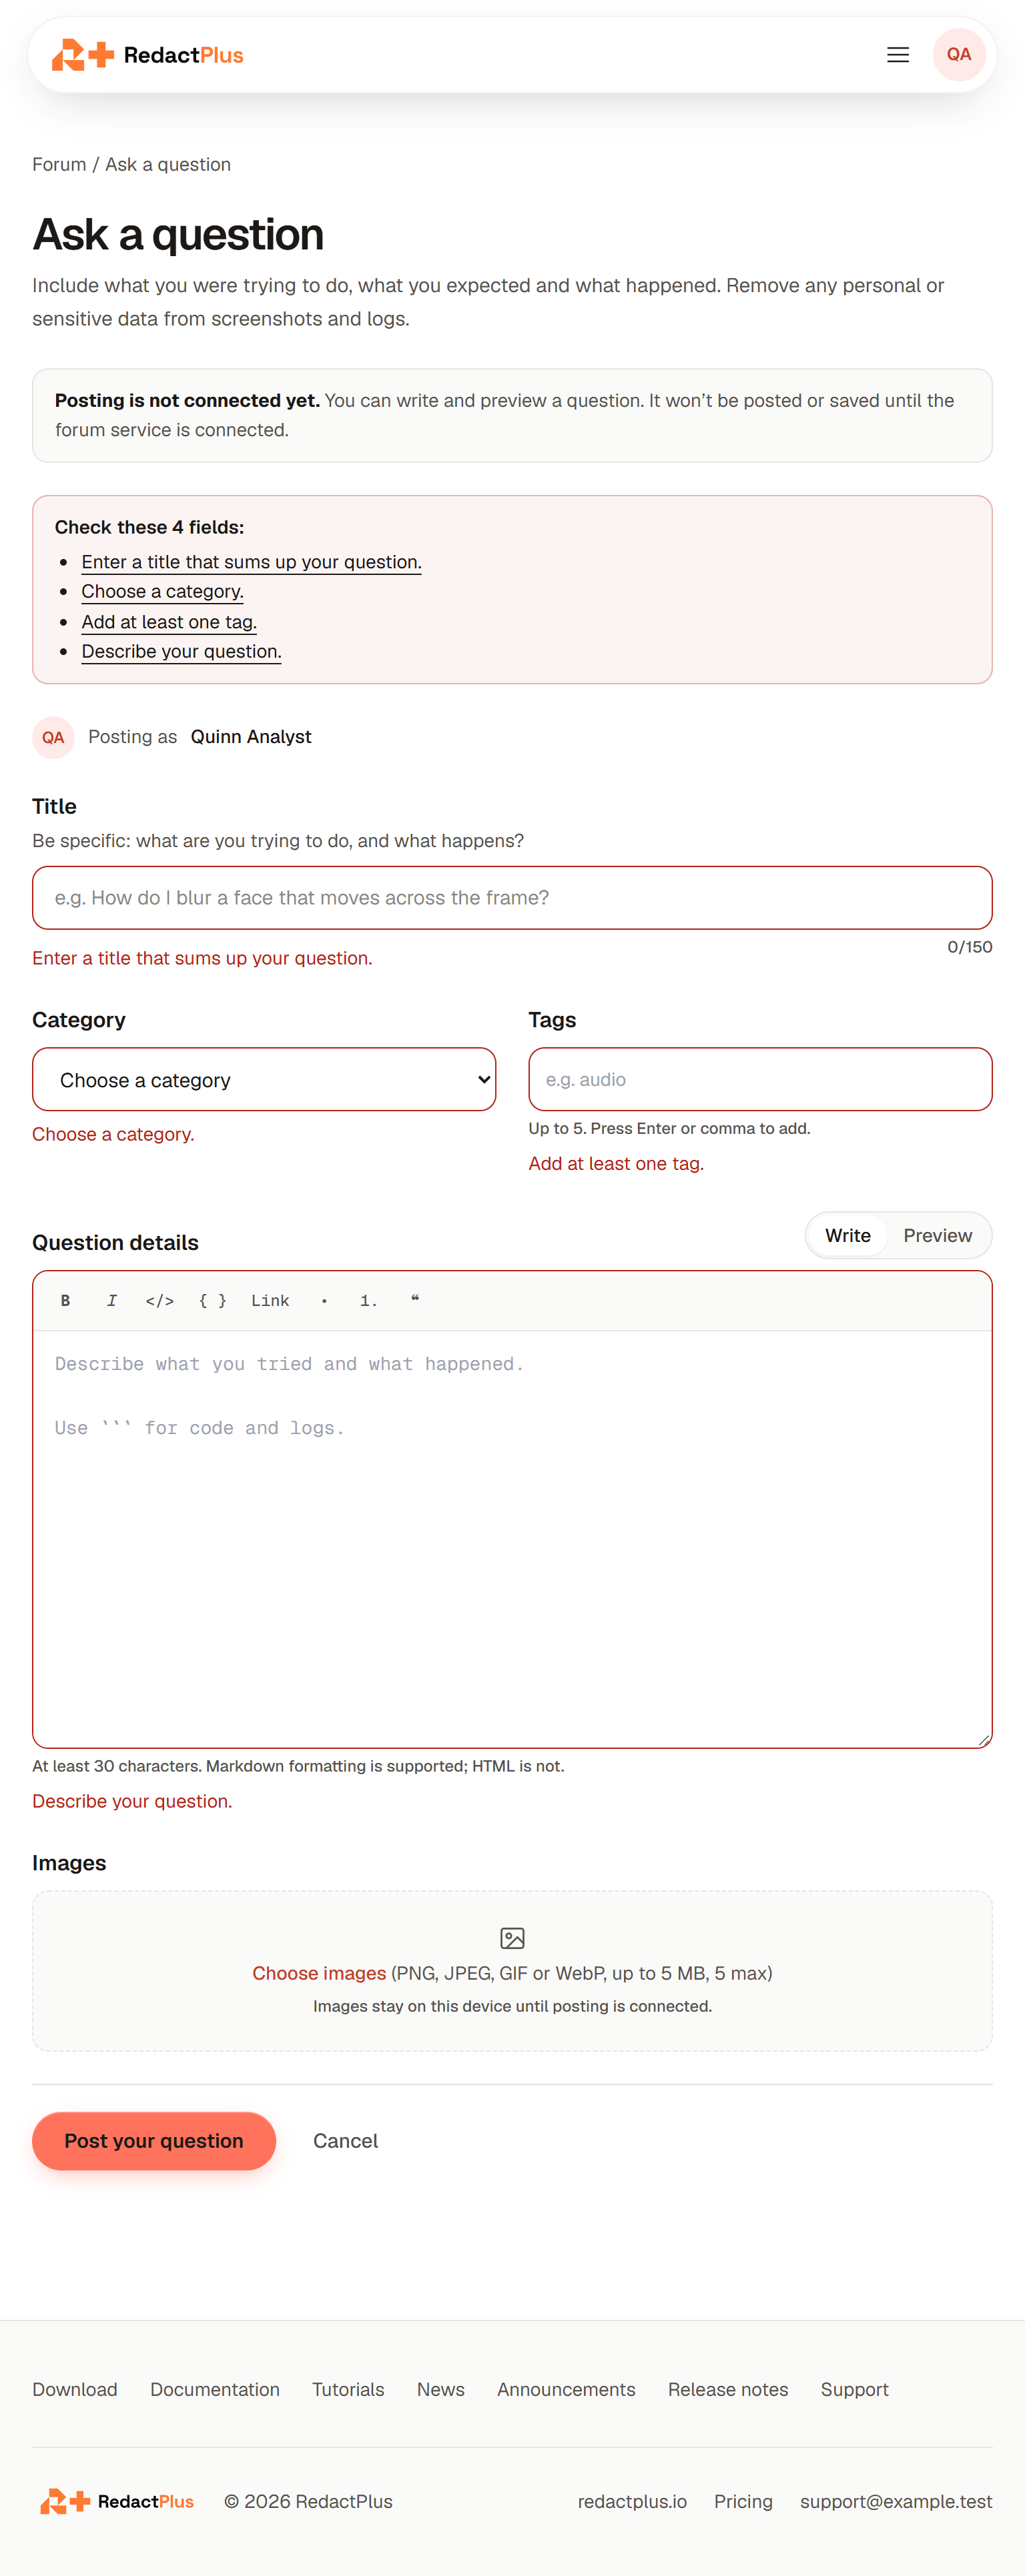 RedactPlus
QA
Forum / Ask a question
Ask a question
Include what you were trying to do, what you expected and what happened. Remove any personal or
sensitive data from screenshots and logs.
Posting is not connected yet. You can write and preview a question. It won’t be posted or saved until the
forum service is connected.
Check these 4 fields:
• Enter a title that sums up your question.
• Choose a category.
• Add at least one tag.
• Describe your question.
QA Posting as Quinn Analyst
Title
Be specific: what are you trying to do, and what happens?
e.g. How do I blur a face that moves across the frame?
Enter a title that sums up your question.
0/150
Category
Choose a category
Choose a category.
Tags
e.g. audio
Up to 5. Press Enter or comma to add.
Add at least one tag.
Question details
Write Preview
B I </> { } Link • 1. ❝
Describe what you tried and what happened.
Use ``` for code and logs.
At least 30 characters. Markdown formatting is supported; HTML is not.
Describe your question.
Images
Choose images (PNG, JPEG, GIF or WebP, up to 5 MB, 5 max)
Images stay on this device until posting is connected.
Post your question Cancel
Download Documentation Tutorials News Announcements Release notes Support
RedactPlus © 2026 RedactPlus redactplus.io Pricing support@example.test